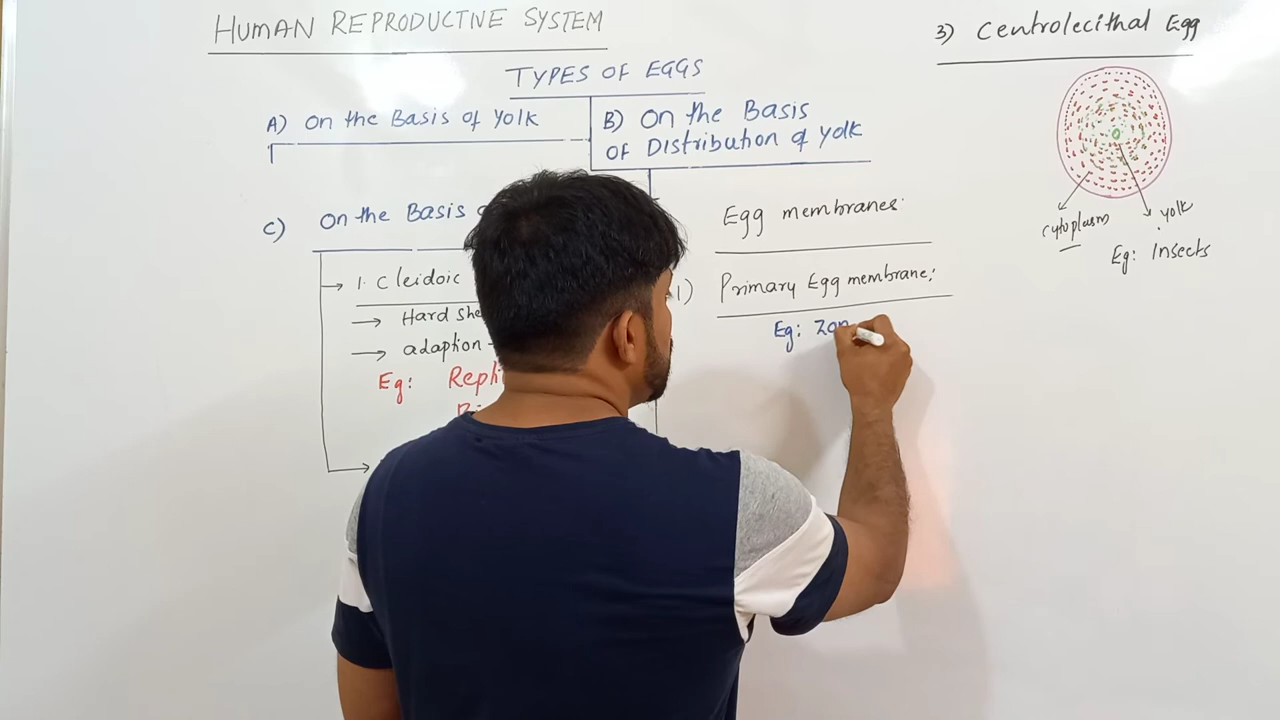 HUMAN REPRODUCTIVE SYSTEM
TYPES OF EGGS
A) On the Basis of Yolk
B) On the Basis
OF Distribution of Yolk
C) On the Basis
1. Cleidoic
Hard
adaption
Eg:
Egg membranes:
1) Primary Egg membrane:
Eg: Zon
3) Centrolecithal Egg
cytoplasm
yolk
Eg: Insects